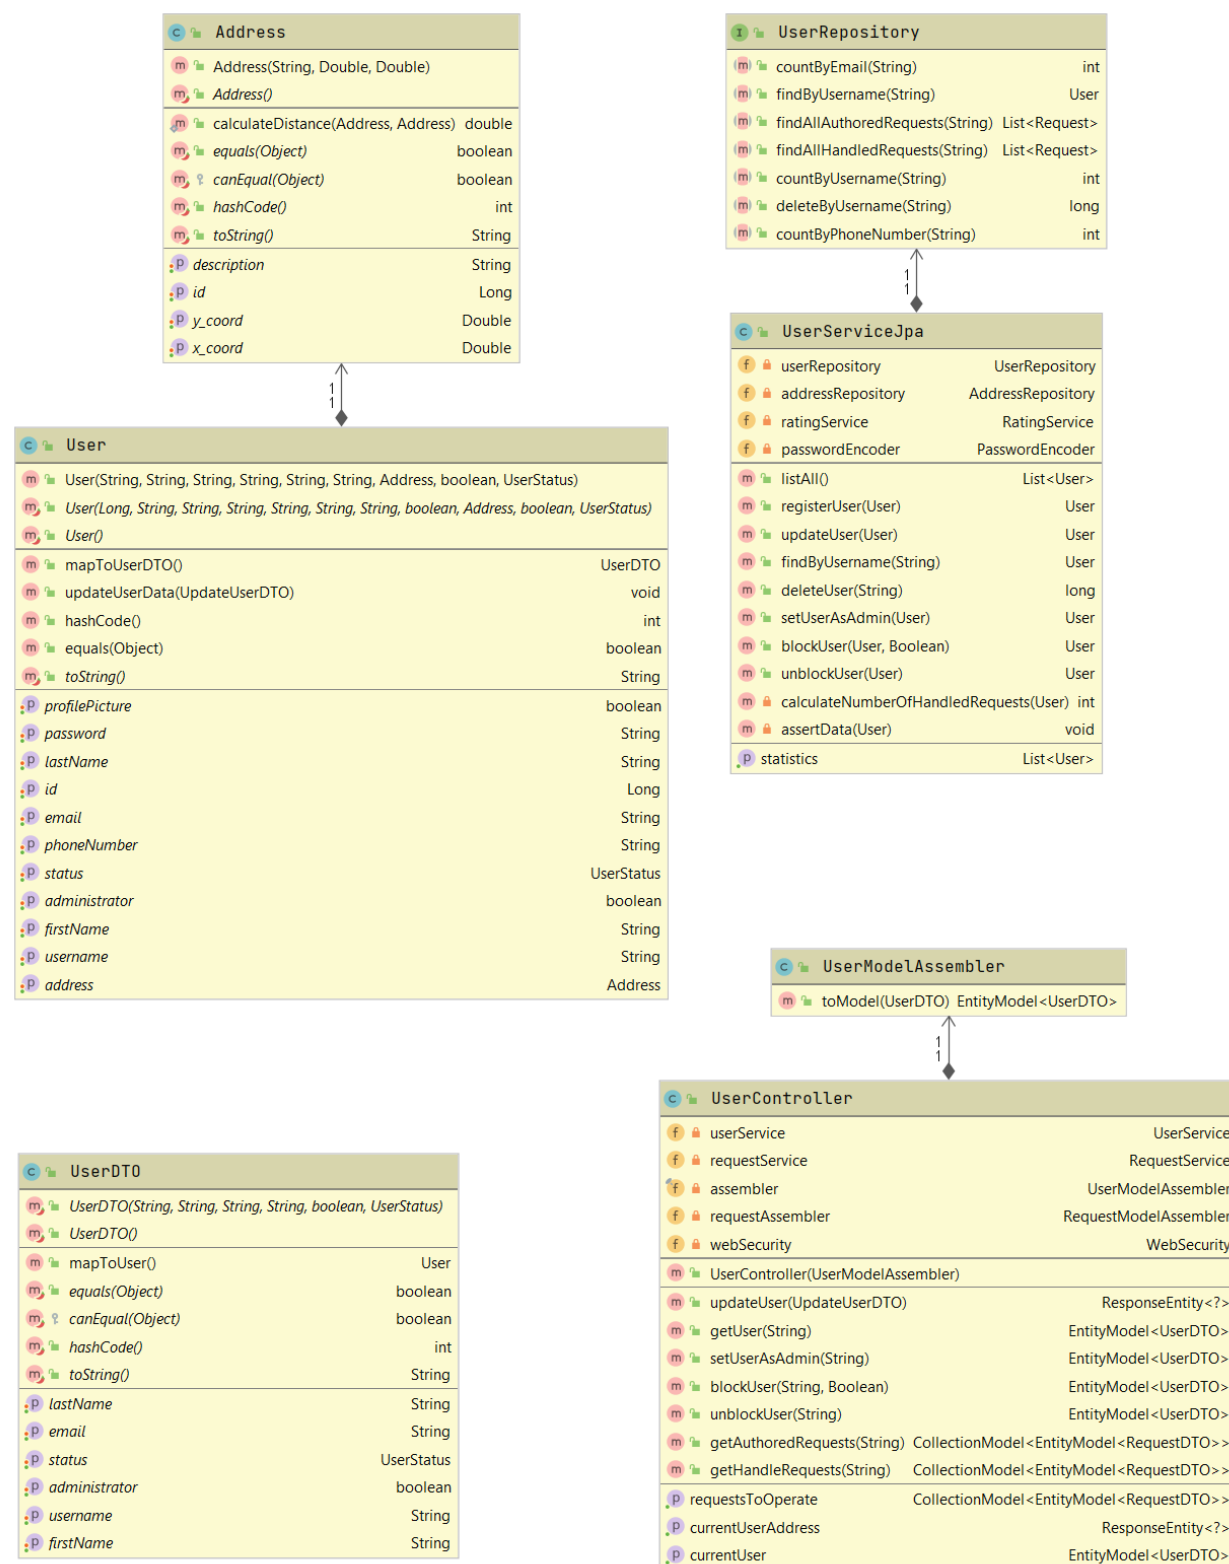 Address
Address(String, Double, Double)
Address()
calculateDistance(Address, Address) double
equals(Object) boolean
canEqual(Object) boolean
hashCode() int
toString() String
description String
id Long
y_coord Double
x_coord Double
1
1
User
User(String, String, String, String, String, String, Address, boolean, UserStatus)
User(Long, String, String, String, String, String, String, boolean, Address, boolean, UserStatus)
User()
mapToUserDTO() UserDTO
updateUserData(UpdateUserDTO) void
hashCode() int
equals(Object) boolean
toString() String
profilePicture boolean
password String
lastName String
id Long
email String
phoneNumber String
status UserStatus
administrator boolean
firstName String
username String
address Address
UserRepository
countByEmail(String) int
findByUsername(String) User
findAllAuthoredRequests(String) List<Request>
findAllHandledRequests(String) List<Request>
countByUsername(String) int
deleteByUsername(String) long
countByPhoneNumber(String) int
1
1
UserServiceJpa
userRepository UserRepository
addressRepository AddressRepository
ratingService RatingService
passwordEncoder PasswordEncoder
listAll() List<User>
registerUser(User) User
updateUser(User) User
findByUsername(String) User
deleteUser(String) long
setUserAsAdmin(User) User
blockUser(User, Boolean) User
unblockUser(User) User
calculateNumberOfHandledRequests(User) int
assertData(User) void
statistics List<User>
UserModelAssembler
toModel(UserDTO) EntityModel<UserDTO>
1
1
UserController
userService UserService
requestService RequestService
assembler UserModelAssembler
requestAssembler RequestModelAssembler
webSecurity WebSecurity
UserController(UserModelAssembler)
updateUser(UpdateUserDTO) ResponseEntity<?>
getUser(String) EntityModel<UserDTO>
setUserAsAdmin(String) EntityModel<UserDTO>
blockUser(String, Boolean) EntityModel<UserDTO>
unblockUser(String) EntityModel<UserDTO>
getAuthoredRequests(String) CollectionModel<EntityModel<RequestDTO>>
getHandleRequests(String) CollectionModel<EntityModel<RequestDTO>>
requestsToOperate CollectionModel<EntityModel<RequestDTO>>
currentUserAddress ResponseEntity<?>
currentUser EntityModel<UserDTO>
UserDTO
UserDTO(String, String, String, String, boolean, UserStatus)
UserDTO()
mapToUser() User
equals(Object) boolean
canEqual(Object) boolean
hashCode() int
toString() String
lastName String
email String
status UserStatus
administrator boolean
username String
firstName String